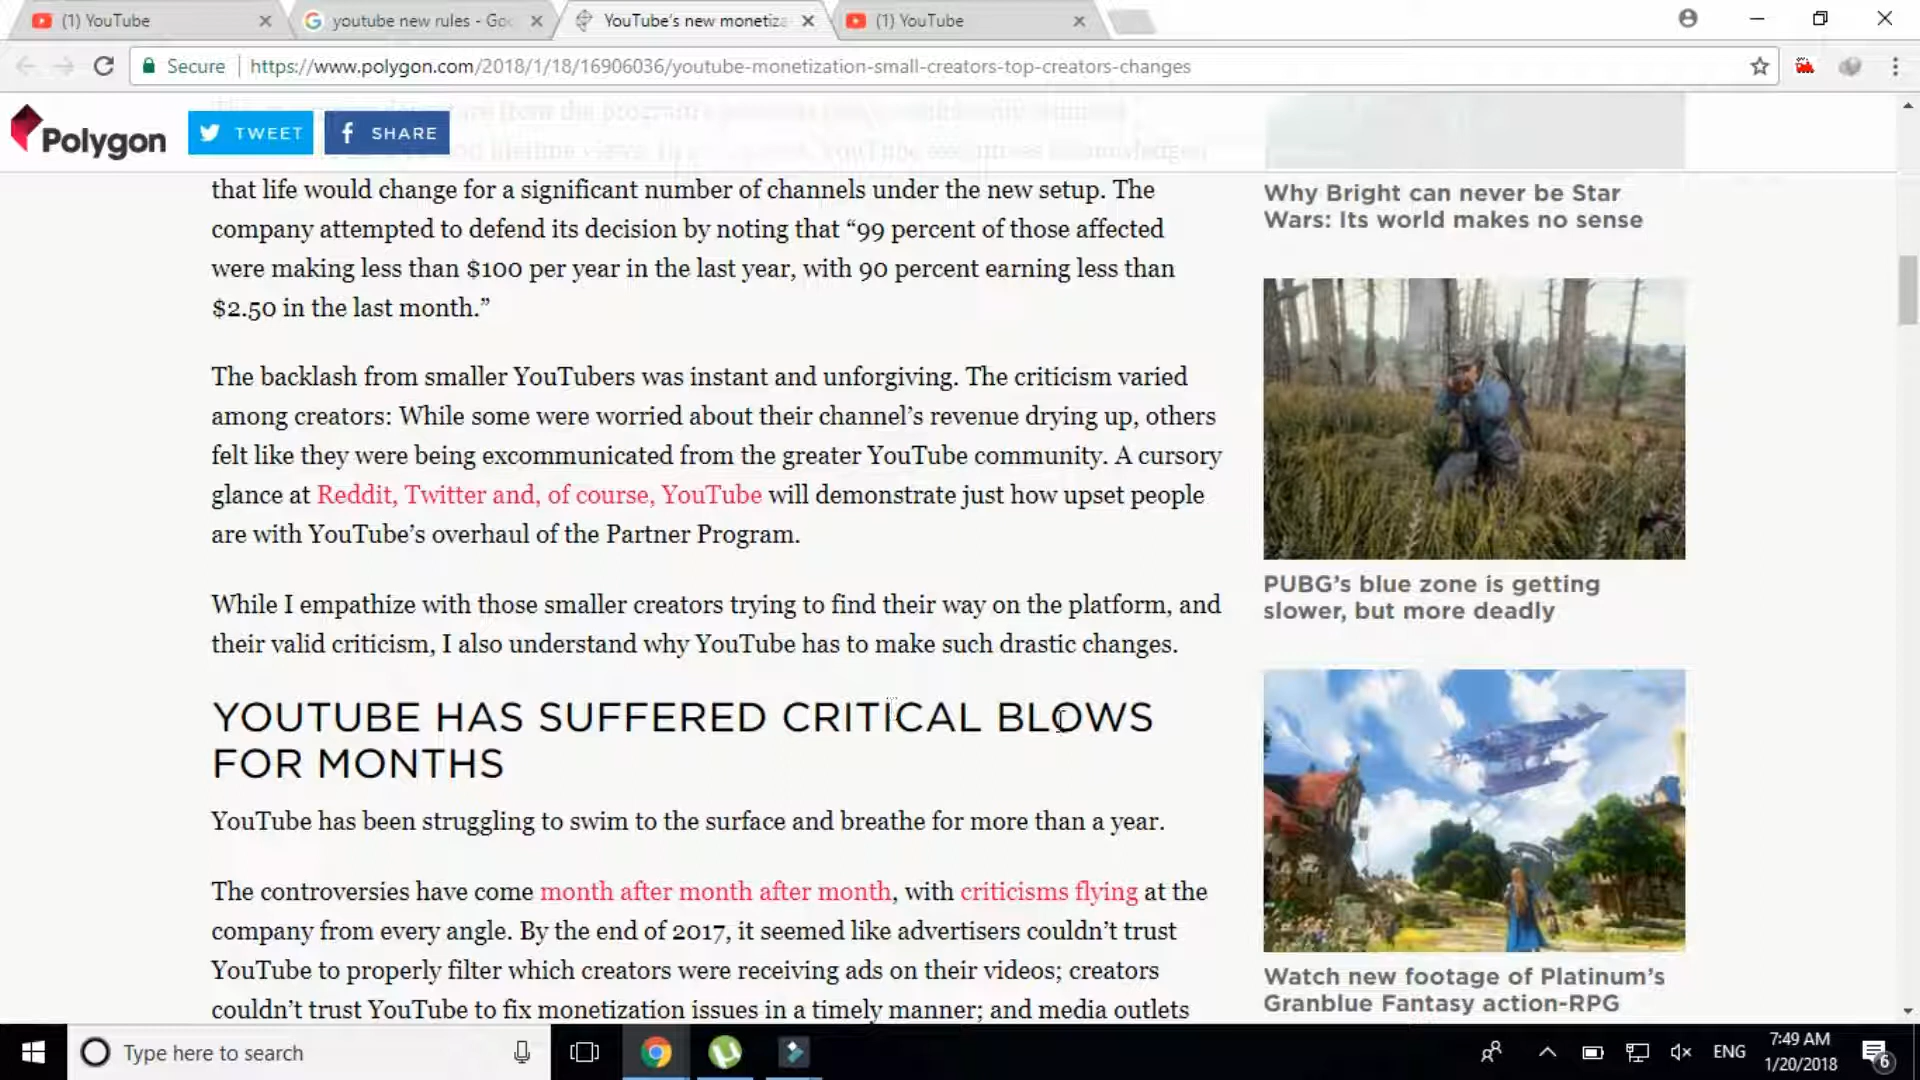 (1) YouTube
youtube new rules - Goo
YouTube's new monetiza
(1) YouTube
Secure
https://www.polygon.com/2018/1/18/16906036/youtube-monetization-small-creators-top-creators-changes
Polygon
TWEET
SHARE
that life would change for a significant number of channels under the new setup. The
company attempted to defend its decision by noting that “99 percent of those affected
were making less than $100 per year in the last year, with 90 percent earning less than
$2.50 in the last month.”
The backlash from smaller YouTubers was instant and unforgiving. The criticism varied
among creators: While some were worried about their channel’s revenue drying up, others
felt like they were being excommunicated from the greater YouTube community. A cursory
glance at Reddit, Twitter and, of course, YouTube will demonstrate just how upset people
are with YouTube’s overhaul of the Partner Program.
While I empathize with those smaller creators trying to find their way on the platform, and
their valid criticism, I also understand why YouTube has to make such drastic changes.
YOUTUBE HAS SUFFERED CRITICAL BLOWS
FOR MONTHS
YouTube has been struggling to swim to the surface and breathe for more than a year.
The controversies have come month after month after month, with criticisms flying at the
company from every angle. By the end of 2017, it seemed like advertisers couldn’t trust
YouTube to properly filter which creators were receiving ads on their videos; creators
couldn’t trust YouTube to fix monetization issues in a timely manner; and media outlets
Why Bright can never be Star
Wars: Its world makes no sense
PUBG’s blue zone is getting
slower, but more deadly
Watch new footage of Platinum’s
Granblue Fantasy action-RPG
Type here to search
ENG
7:49 AM
1/20/2018
6